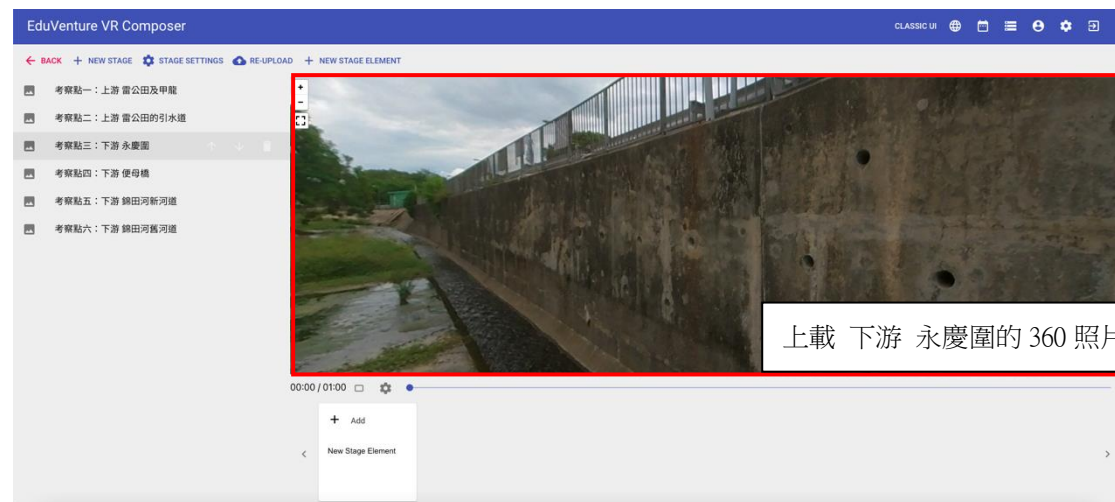 EduVenture VR Composer
CLASSIC UI
BACK
NEW STAGE
STAGE SETTINGS
RE-UPLOAD
NEW STAGE ELEMENT
考察點一：上游 雷公田及甲龍
考察點二：上游 雷公田的引水道
考察點三：下游 永慶圍
考察點四：下游 便母橋
考察點五：下游 錦田河新河道
考察點六：下游 錦田河舊河道
上載 下游 永慶圍的 360 照片
00:00 / 01:00
Add
New Stage Element